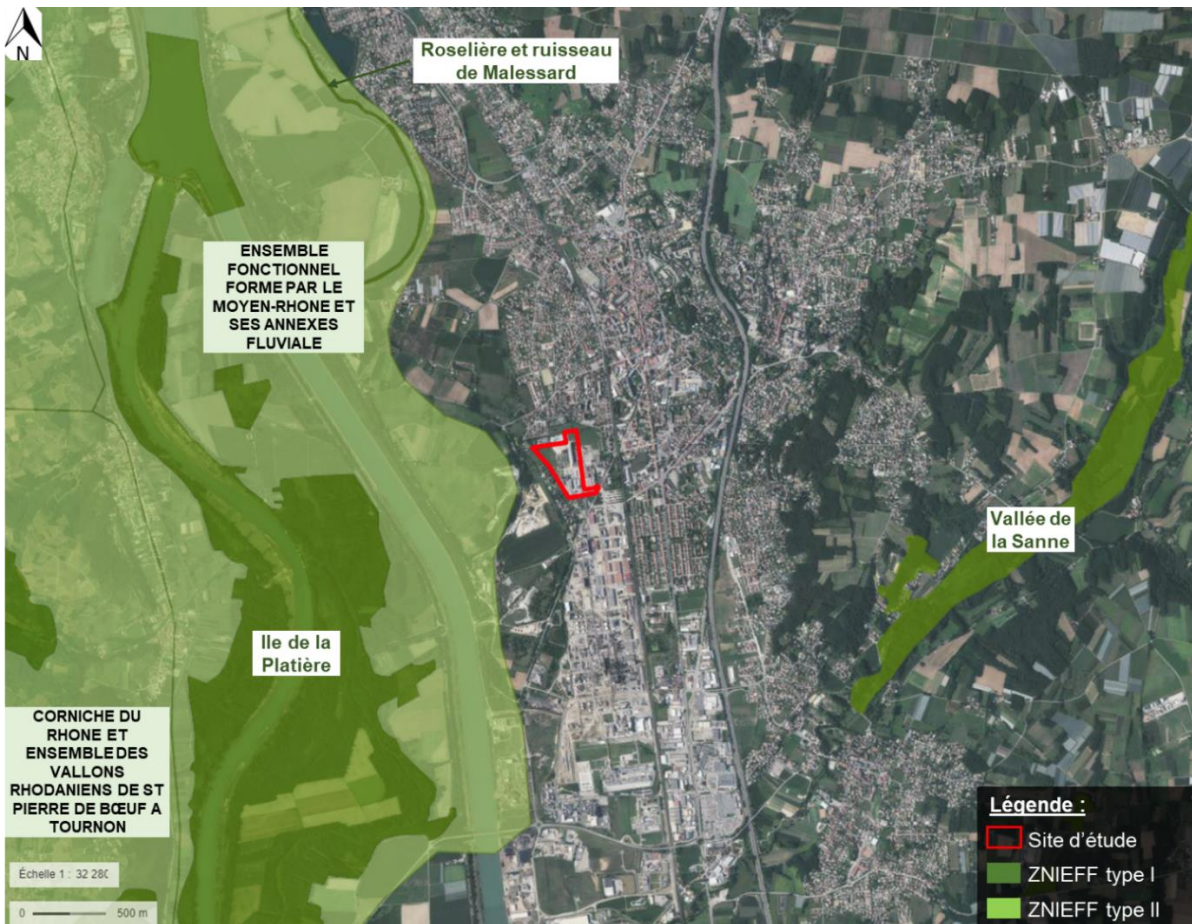 N
Roselière et ruisseau
de Malessard
ENSEMBLE
FONCTIONNEL
FORME PAR LE
MOYEN-RHONE ET
SES ANNEXES
FLUVIALE
Vallée de
la Sanne
Ile de la
Platière
CORNICHE DU
RHONE ET
ENSEMBLE DES
VALLONS
RHODANIENS DE ST
PIERRE DE BŒUF A
TOURNON
Échelle 1 : 32 280
0 500 m
Légende :
Site d'étude
ZNIEFF type I
ZNIEFF type II